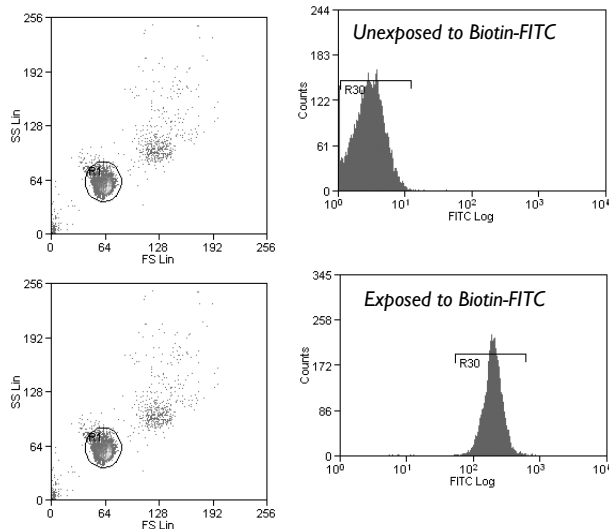 256
192
128
64
0
SS Lin
R1
0 64 128 192 256
FS Lin
244
183
122
61
0
Counts
Unexposed to Biotin-FITC
R30
10⁰ 10¹ 10² 10³ 10⁴
FITC Log
256
192
128
64
0
SS Lin
R1
0 64 128 192 256
FS Lin
345
258
172
86
0
Counts
Exposed to Biotin-FITC
R30
10⁰ 10¹ 10² 10³ 10⁴
FITC Log